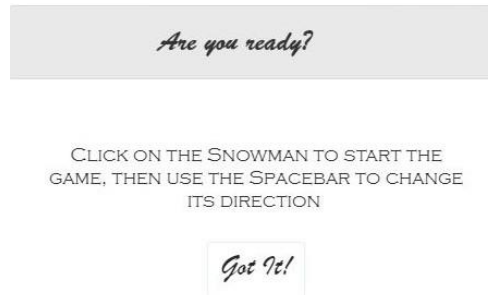 Are you ready?
Click on the Snowman to start the
game, then use the Spacebar to change
its direction
Got It!